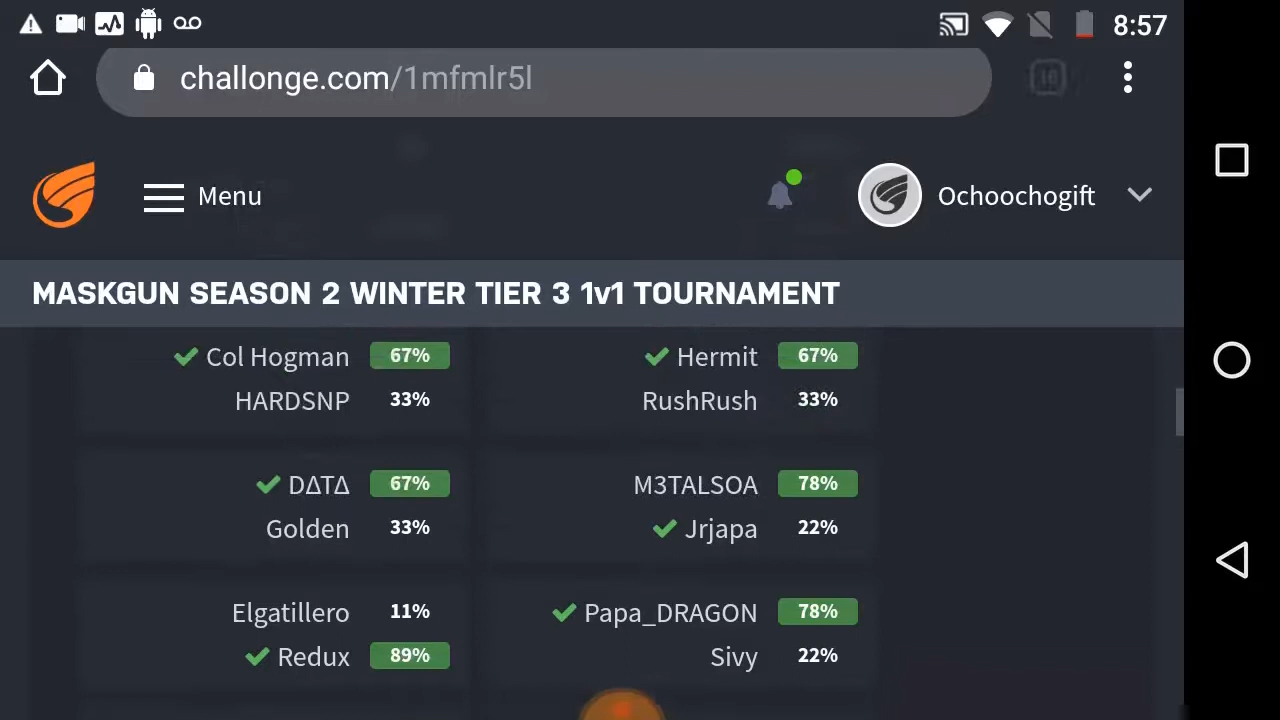 8:57
challonge.com/1mfmlr5l
16
Menu
Ochoochogift
MASKGUN SEASON 2 WINTER TIER 3 1v1 TOURNAMENT
Col Hogman 67%
HARDSNP 33%
Hermit 67%
RushRush 33%
DΔTΔ 67%
Golden 33%
M3TALSOA 78%
Jrjapa 22%
Elgatillero 11%
Redux 89%
Papa_DRAGON 78%
Sivy 22%